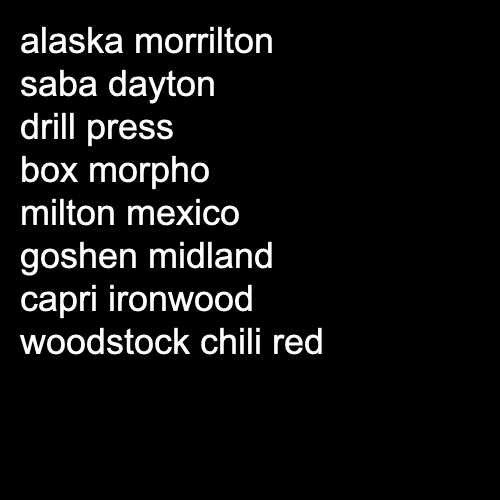 alaska morrilton
saba dayton
drill press
box morpho
milton mexico
goshen midland
capri ironwood
woodstock chili red